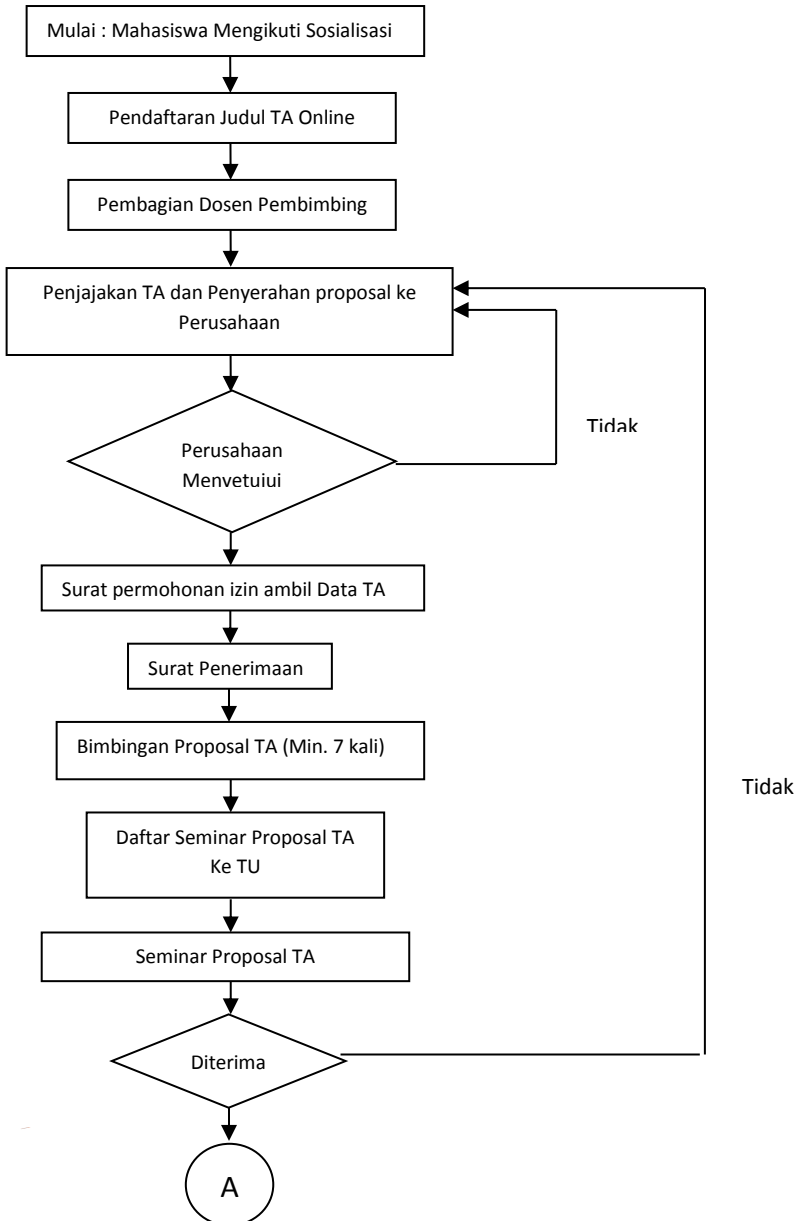 Mulai : Mahasiswa Mengikuti Sosialisasi
Pendaftaran Judul TA Online
Pembagian Dosen Pembimbing
Penjajakan TA dan Penyerahan proposal ke
Perusahaan
Tidak
Perusahaan
Menyetujui
Surat permohonan izin ambil Data TA
Surat Penerimaan
Bimbingan Proposal TA (Min. 7 kali)
Tidak
Daftar Seminar Proposal TA
Ke TU
Seminar Proposal TA
Diterima
A